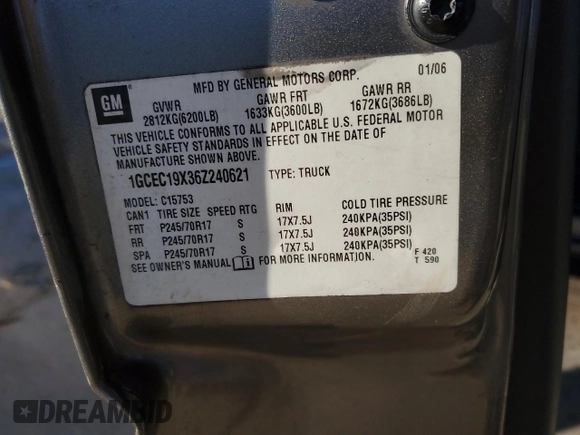 MFD BY GENERAL MOTORS CORP. 01/06
GM
GVWR GAWR FRT GAWR RR
2812KG(6200LB) 1633KG(3600LB) 1672KG(3686LB)
THIS VEHICLE CONFORMS TO ALL APPLICABLE U.S. FEDERAL MOTOR
VEHICLE SAFETY STANDARDS IN EFFECT ON THE DATE OF
MANUFACTURE SHOWN ABOVE.
1GCEC19X36Z240621 TYPE: TRUCK
MODEL: C15753
CAN1 TIRE SIZE SPEED RTG RIM COLD TIRE PRESSURE
FRT P245/70R17 S 17X7.5J 240KPA(35PSI)
RR P245/70R17 S 17X7.5J 240KPA(35PSI)
SPA P245/70R17 S 17X7.5J 240KPA(35PSI)
SEE OWNER'S MANUAL FOR MORE INFORMATION.
F 420
T 590
DREAMBID